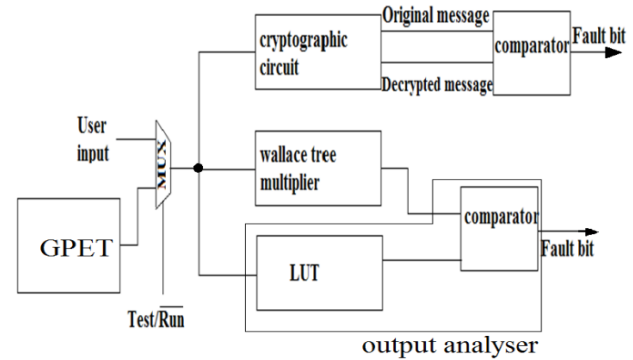 Original message
cryptographic
circuit
comparator
Fault bit
Decrypted message
User
input
MUX
wallace tree
multiplier
GPET
comparator
Fault bit
LUT
Test/R̅u̅n̅
output analyser